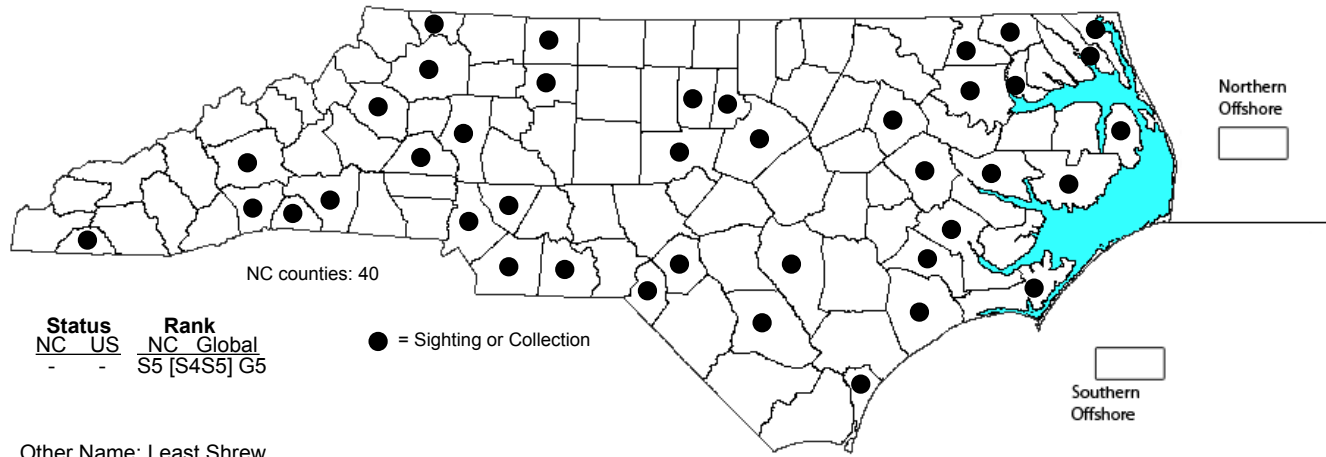 Northern
Offshore
NC counties: 40
Status Rank
NC US NC Global
- - S5 [S4S5] G5
= Sighting or Collection
Southern
Offshore
Other Name: Least Shrew